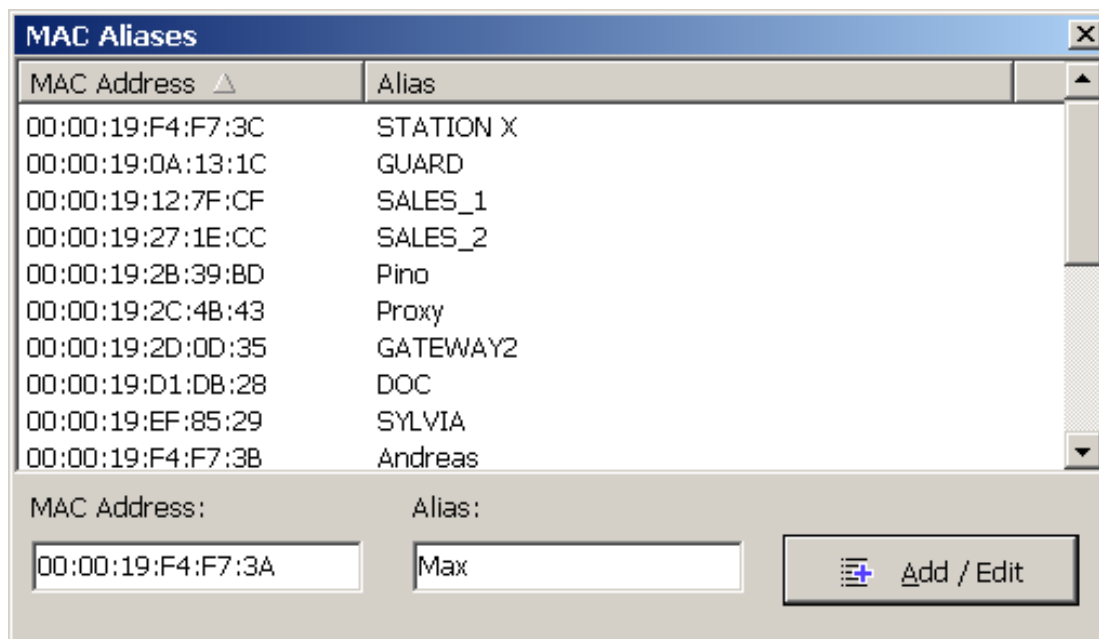 MAC Aliases
MAC Address Alias
00:00:19:F4:F7:3C STATION X
00:00:19:0A:13:1C GUARD
00:00:19:12:7F:CF SALES_1
00:00:19:27:1E:CC SALES_2
00:00:19:2B:39:BD Pino
00:00:19:2C:4B:43 Proxy
00:00:19:2D:0D:35 GATEWAY2
00:00:19:D1:DB:28 DOC
00:00:19:EF:85:29 SYLVIA
00:00:19:F4:F7:3B Andreas
MAC Address: Alias:
00:00:19:F4:F7:3A Max Add / Edit